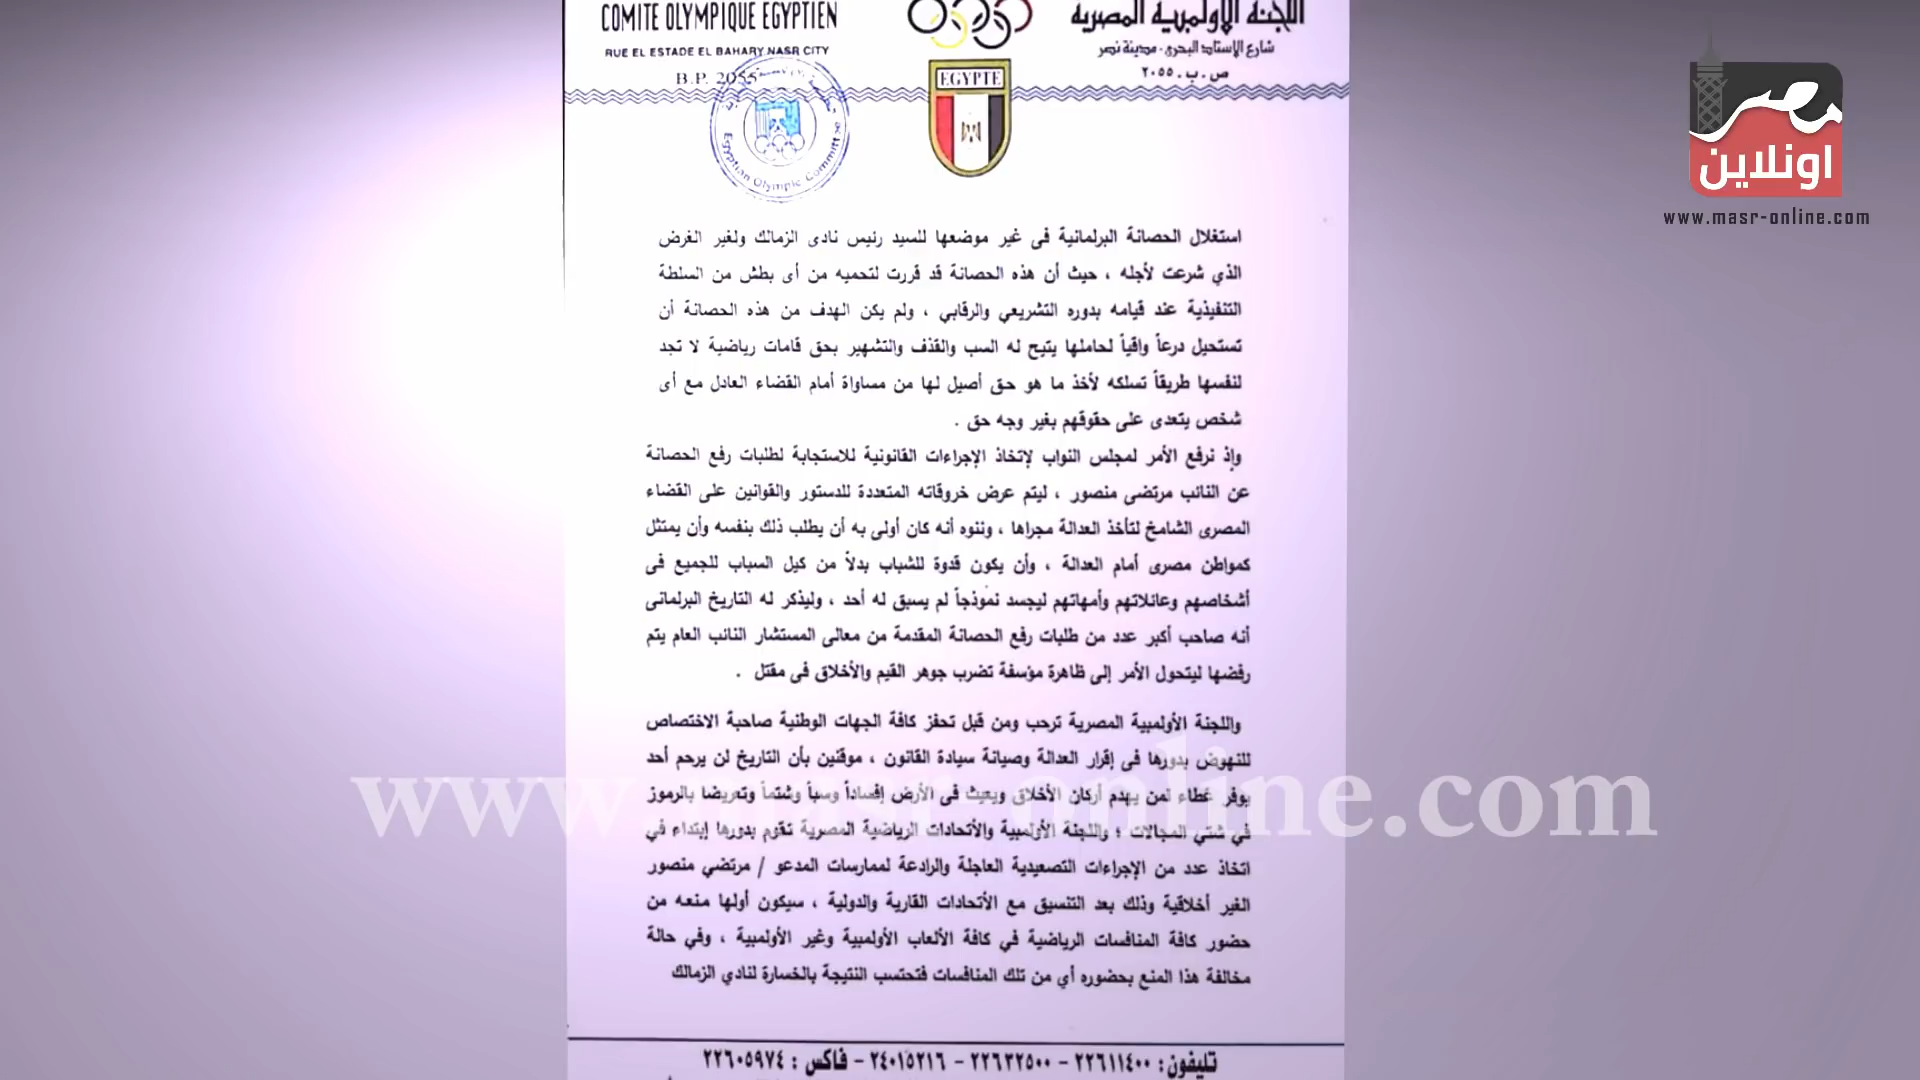 COMITE OLYMPIQUE EGYPTIEN
RUE EL ESTADE EL BAHARY NASR CITY
B.P. 2055
اللجنة الأولمبية المصرية
شارع الإستاد البحرى - مدينة نصر
ص . ب . ٢٠٥٥
EGYPTE
Egyptian Olympic Committee
مصر
اونلاين
www.masr-online.com
استغلال الحصانة البرلمانية فى غير موضعها للسيد رئيس نادى الزمالك ولغير الغرض
الذي شرعت لأجله ، حيث أن هذه الحصانة قد قررت لتحميه من أى بطش من السلطة
التنفيذية عند قيامه بدوره التشريعي والرقابي ، ولم يكن الهدف من هذه الحصانة أن
تستحيل درعاً واقياً لحاملها يتيح له السب والقذف والتشهير بحق قامات رياضية لا تجد
لنفسها طريقاً تسلكه لأخذ ما هو حق أصيل لها من مساواة أمام القضاء العادل مع أى
شخص يتعدى على حقوقهم بغير وجه حق .
وإذ نرفع الأمر لمجلس النواب لإتخاذ الإجراءات القانونية للاستجابة لطلبات رفع الحصانة
عن النائب مرتضى منصور ، ليتم عرض خروقاته المتعددة للدستور والقوانين على القضاء
المصرى الشامخ لتأخذ العدالة مجراها ، وننوه أنه كان أولى به أن يطلب ذلك بنفسه وأن يمتثل
كمواطن مصرى أمام العدالة ، وأن يكون قدوة للشباب بدلاً من كيل السباب للجميع فى
أشخاصهم وعائلاتهم وأمهاتهم ليجسد نموذجاً لم يسبق له أحد ، وليذكر له التاريخ البرلمانى
أنه صاحب أكبر عدد من طلبات رفع الحصانة المقدمة من معالى المستشار النائب العام يتم
رفضها ليتحول الأمر إلى ظاهرة مؤسفة تضرب جوهر القيم والأخلاق فى مقتل .
واللجنة الأولمبية المصرية ترحب ومن قبل تحفز كافة الجهات الوطنية صاحبة الاختصاص
للنهوض بدورها فى إقرار العدالة وصيانة سيادة القانون ، موقنين بأن التاريخ لن يرحم أحد
يوفر غطاء لمن يهدم أركان الأخلاق ويعيث فى الأرض إفساداً وسباً وشتماً وتعريضا بالرموز
في شتي المجالات ؛ واللجنة الأولمبية والأتحادات الرياضية المصرية تقوم بدورها إبتداء في
اتخاذ عدد من الإجراءات التصعيدية العاجلة والرادعة لممارسات المدعو / مرتضي منصور
الغير أخلاقية وذلك بعد التنسيق مع الأتحادات القارية والدولية ، سيكون أولها منعه من
حضور كافة المنافسات الرياضية في كافة الألعاب الأولمبية وغير الأولمبية ، وفي حالة
مخالفة هذا المنع بحضوره أي من تلك المنافسات فتحتسب النتيجة بالخسارة لنادي الزمالك
www.masr-online.com
تليفون : ٢٢٦١١٤٠٠ - ٢٢٦٣٢٥٠٠ - ٢٤٠١٥٢١٦ - فاكس : ٢٢٦٠٥٩٧٤